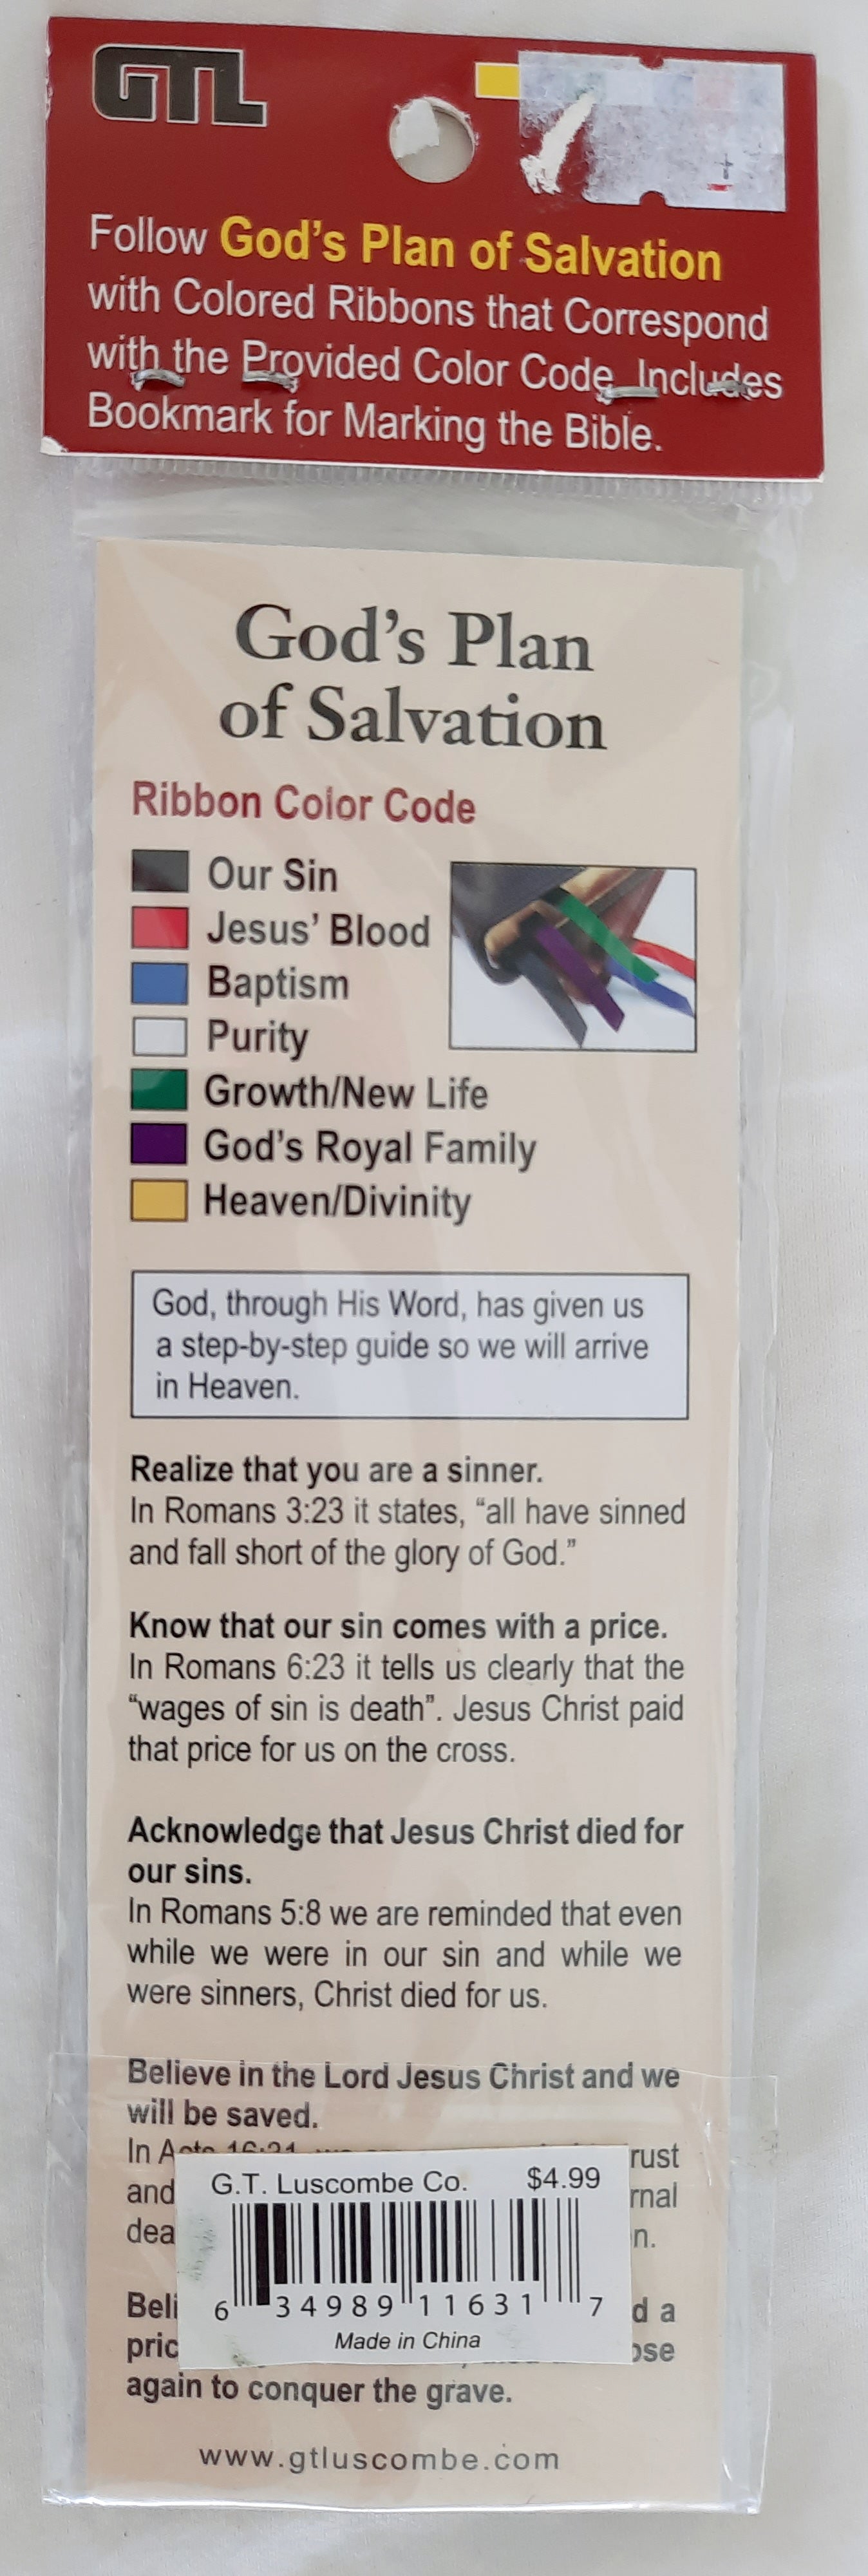 GTL
Follow God's Plan of Salvation
with Colored Ribbons that Correspond
with the Provided Color Code. Includes
Bookmark for Marking the Bible.
God's Plan
of Salvation
Ribbon Color Code
Our Sin
Jesus' Blood
Baptism
Purity
Growth/New Life
God's Royal Family
Heaven/Divinity
God, through His Word, has given us
a step-by-step guide so we will arrive
in Heaven.
Realize that you are a sinner.
In Romans 3:23 it states, “all have sinned
and fall short of the glory of God.”
Know that our sin comes with a price.
In Romans 6:23 it tells us clearly that the
“wages of sin is death”. Jesus Christ paid
that price for us on the cross.
Acknowledge that Jesus Christ died for
our sins.
In Romans 5:8 we are reminded that even
while we were in our sin and while we
were sinners, Christ died for us.
Believe in the Lord Jesus Christ and we
will be saved.
In Acts 16:31
and
G.T. Luscombe Co. $4.99
6 34989 11631 7
Made in China
a
again to conquer the grave.
www.gtluscombe.com